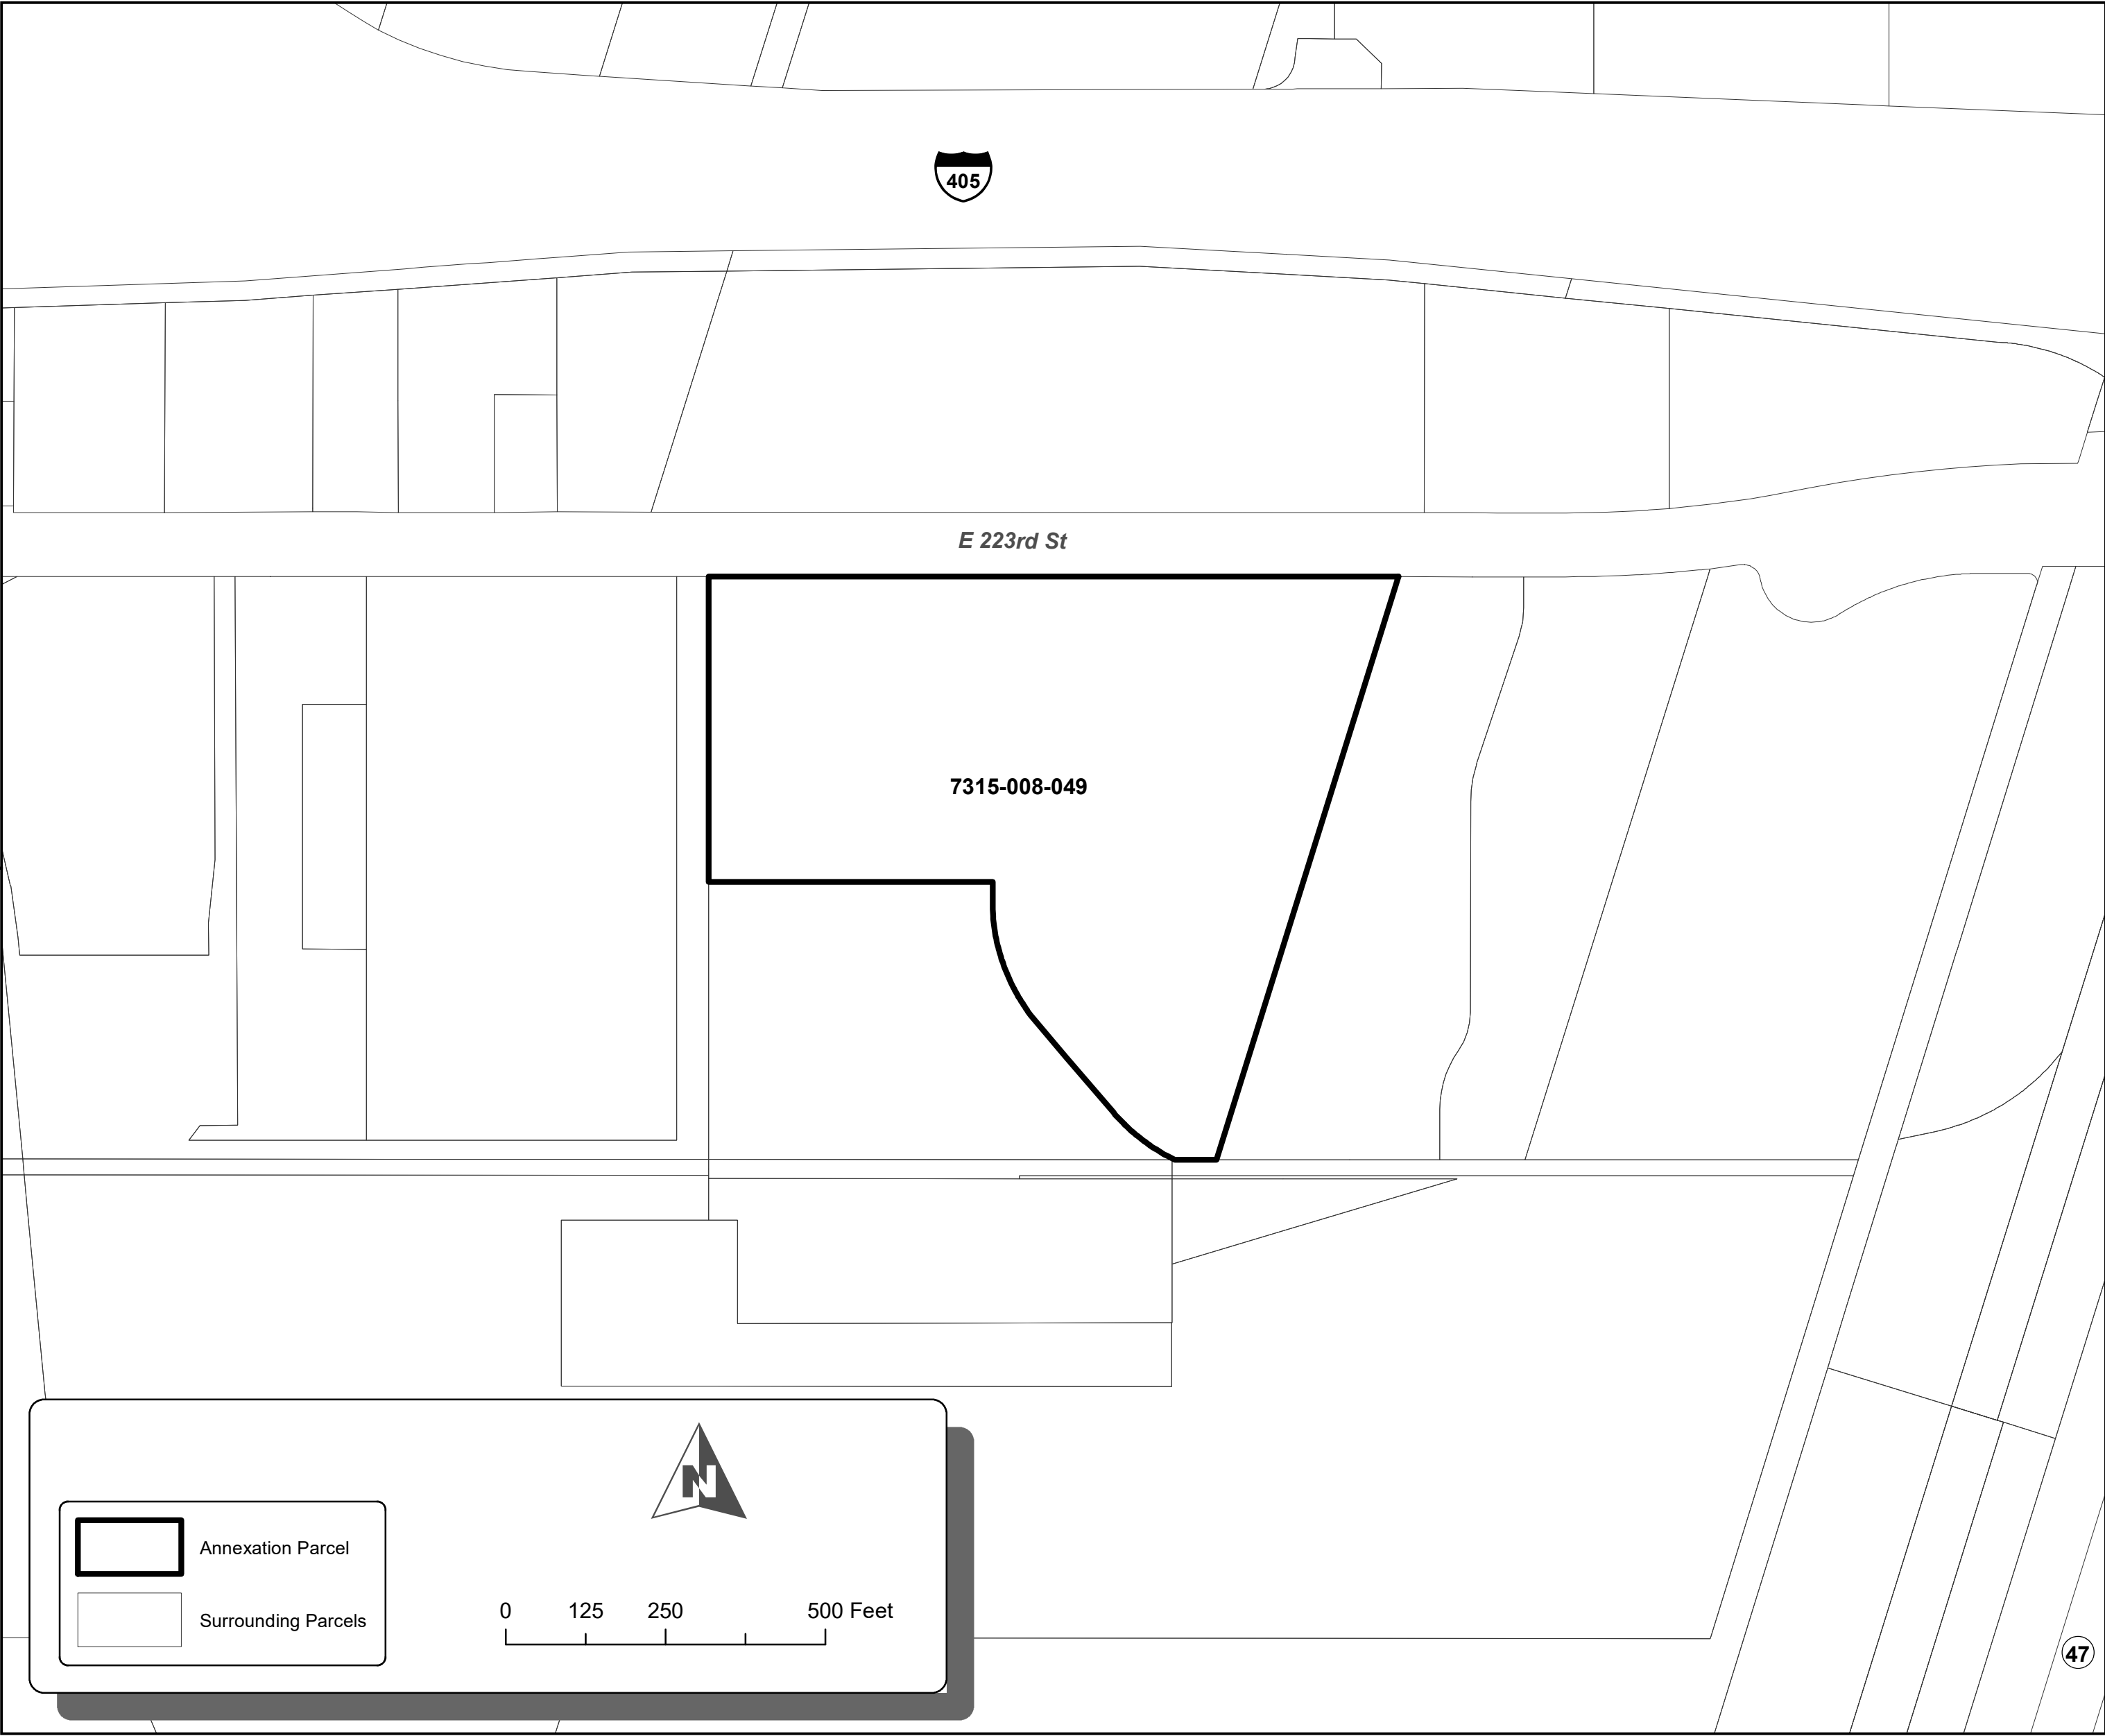 405
E 223rd St
7315-008-049
N
Annexation Parcel
Surrounding Parcels
0 125 250 500 Feet
47